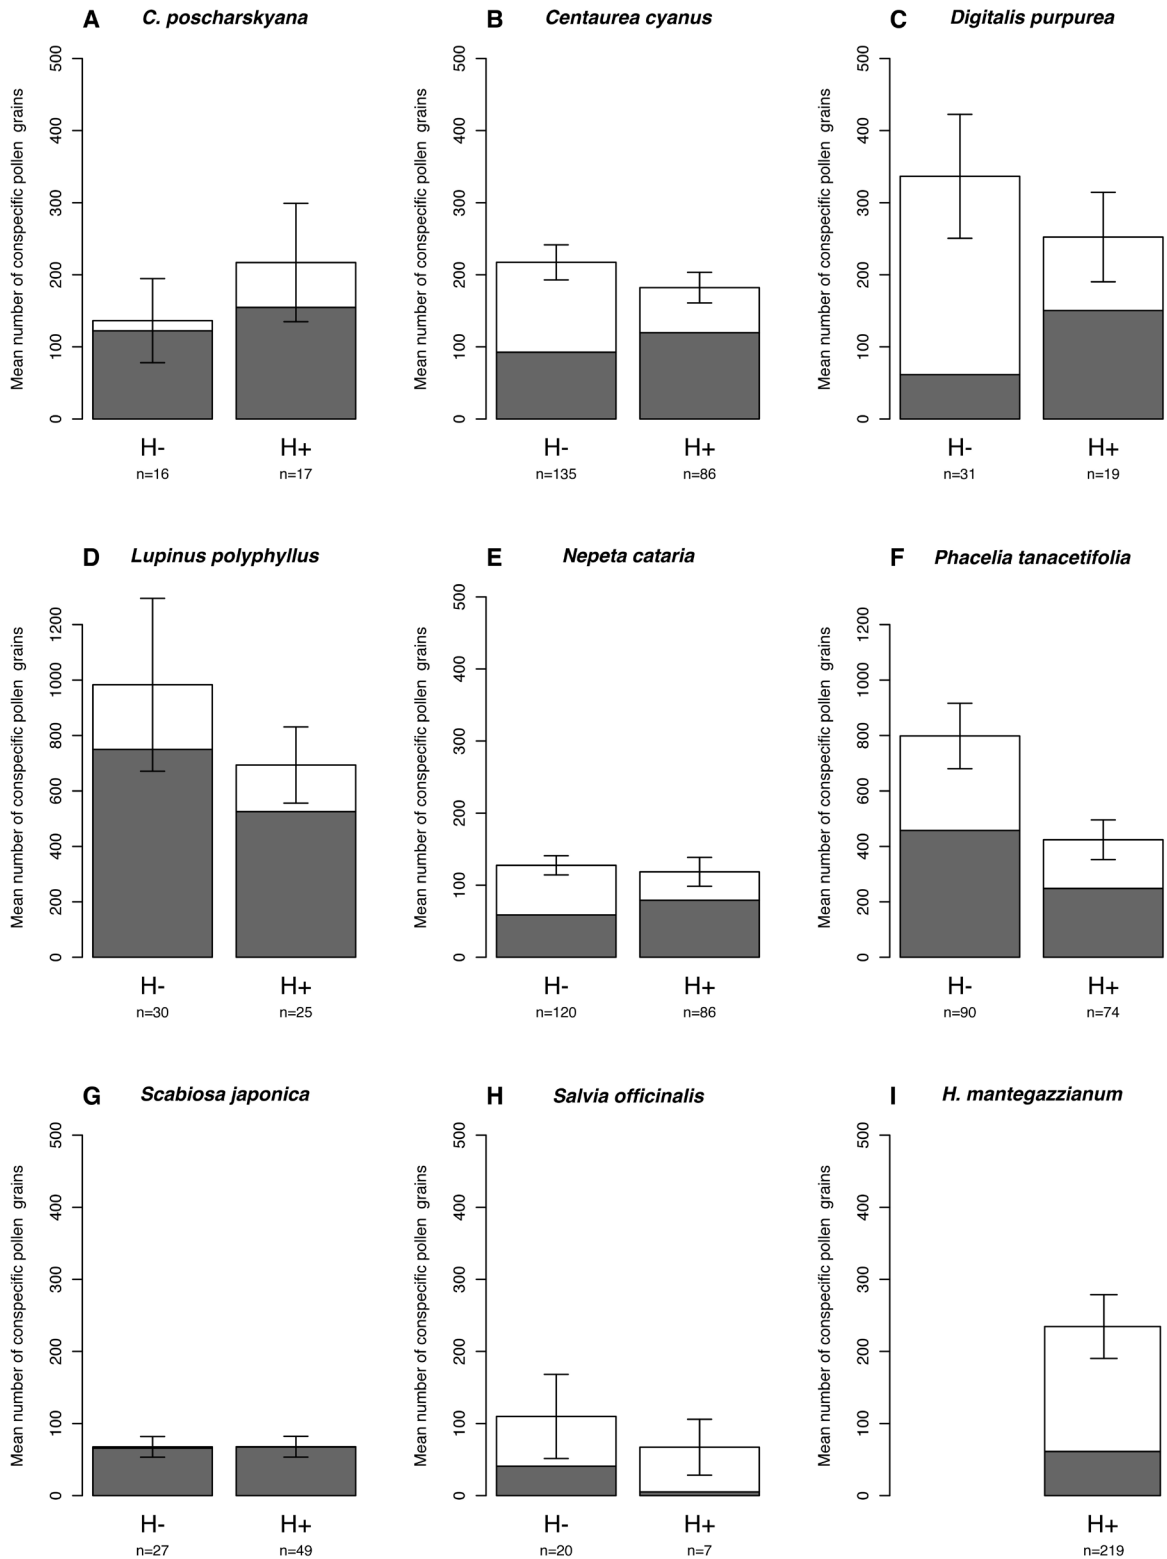 A C. poscharskyana
Mean number of conspecific pollen grains
500
400
300
200
100
0
H- H+
n=16 n=17
B Centaurea cyanus
Mean number of conspecific pollen grains
500
400
300
200
100
0
H- H+
n=135 n=86
C Digitalis purpurea
Mean number of conspecific pollen grains
500
400
300
200
100
0
H- H+
n=31 n=19
D Lupinus polyphyllus
Mean number of conspecific pollen grains
1200
1000
800
600
400
200
0
H- H+
n=30 n=25
E Nepeta cataria
Mean number of conspecific pollen grains
500
400
300
200
100
0
H- H+
n=120 n=86
F Phacelia tanacetifolia
Mean number of conspecific pollen grains
1200
1000
800
600
400
200
0
H- H+
n=90 n=74
G Scabiosa japonica
Mean number of conspecific pollen grains
500
400
300
200
100
0
H- H+
n=27 n=49
H Salvia officinalis
Mean number of conspecific pollen grains
500
400
300
200
100
0
H- H+
n=20 n=7
I H. mantegazzianum
Mean number of conspecific pollen grains
500
400
300
200
100
0
H+
n=219